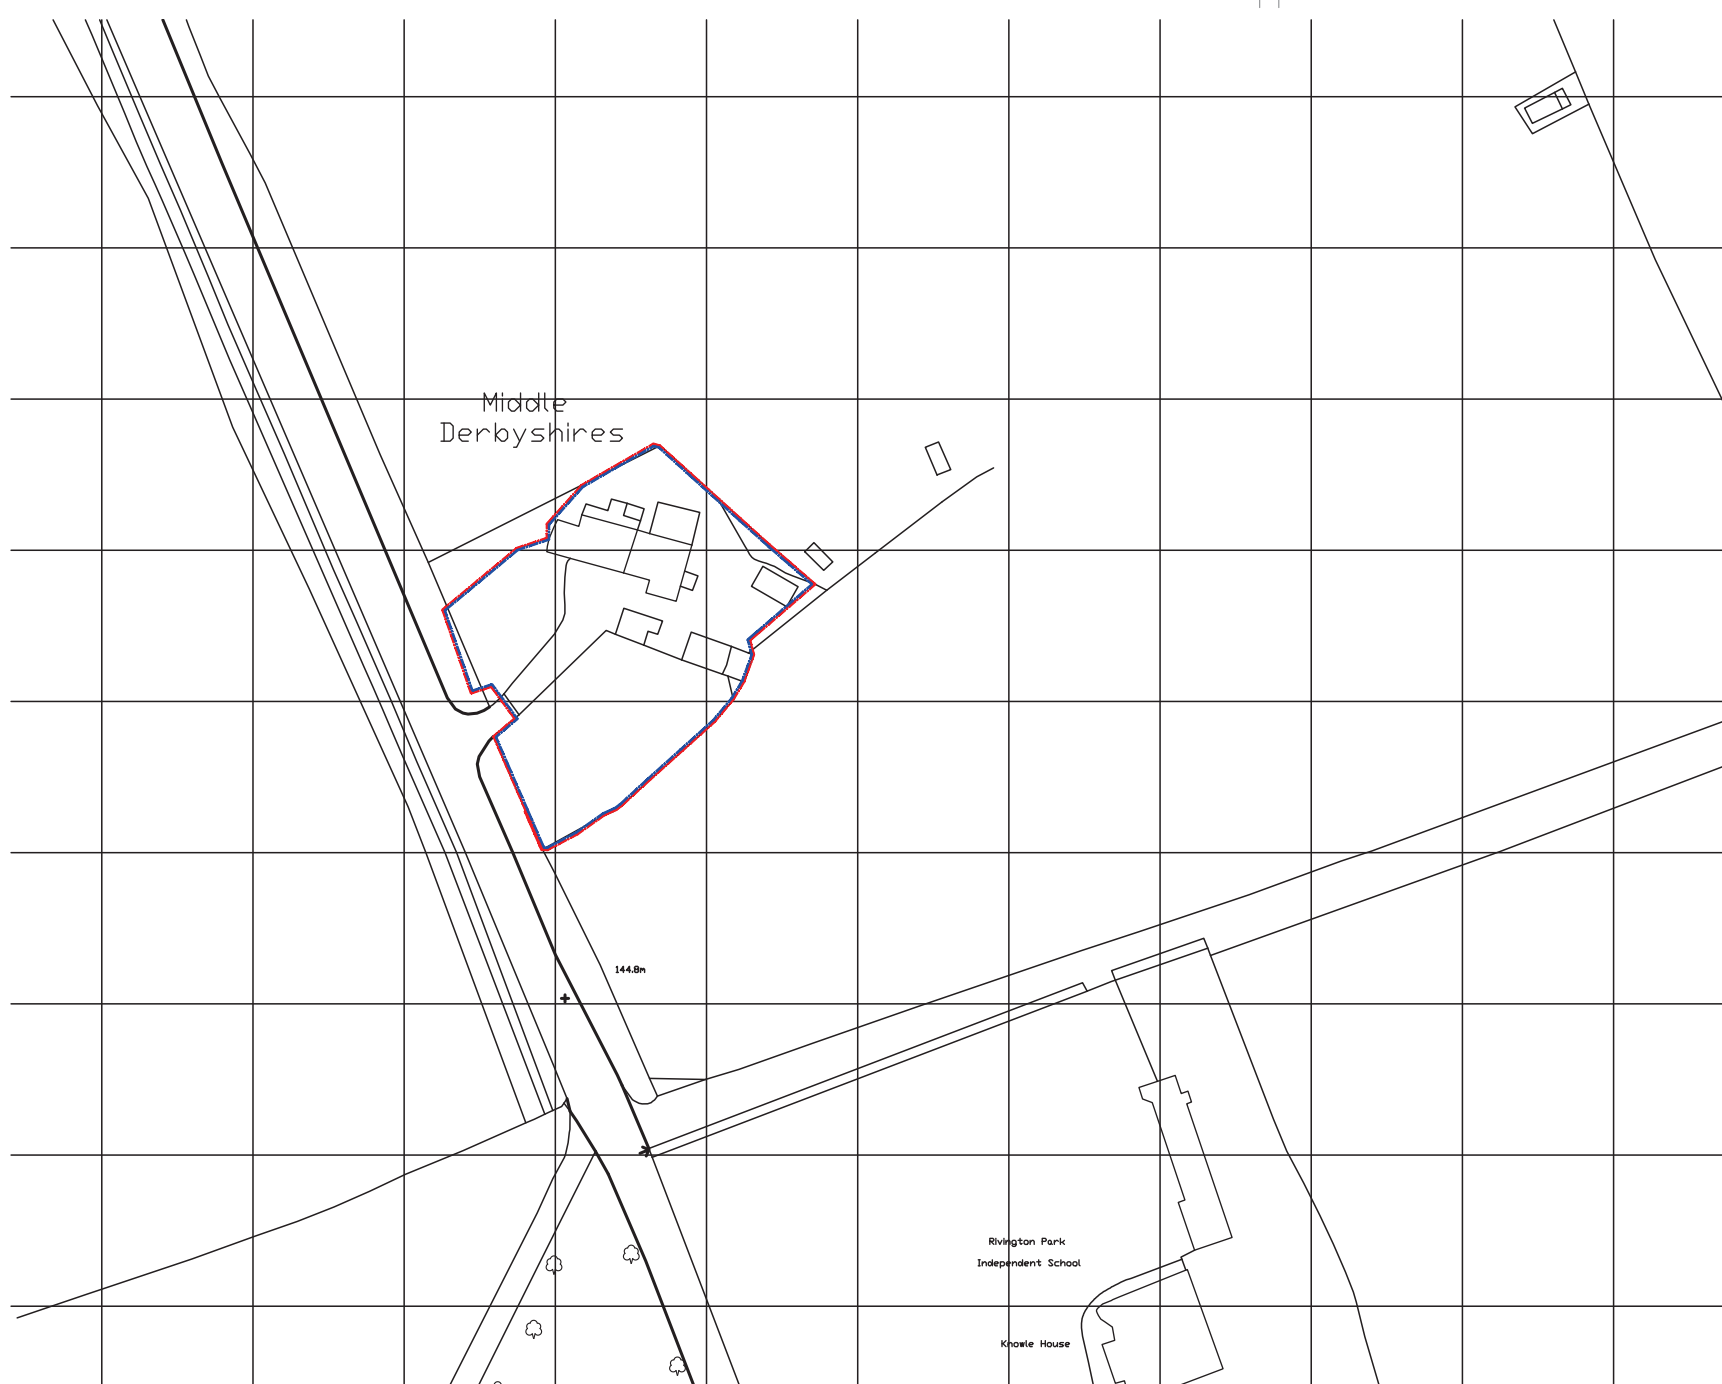 Middle
Derbyshires
144.8m
Rivington Park
Independent School
Knowle House